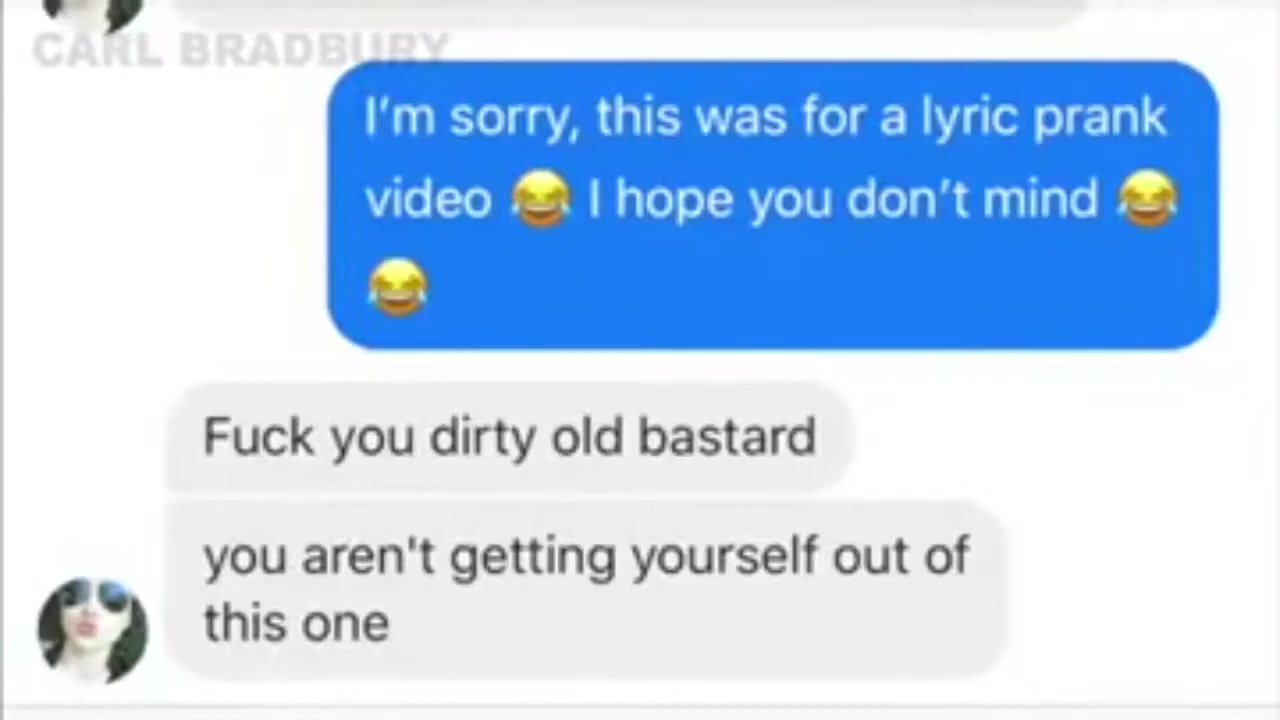 CARL BRADBURY
I’m sorry, this was for a lyric prank
video 😂 I hope you don’t mind 😂
😂
Fuck you dirty old bastard
you aren't getting yourself out of
this one